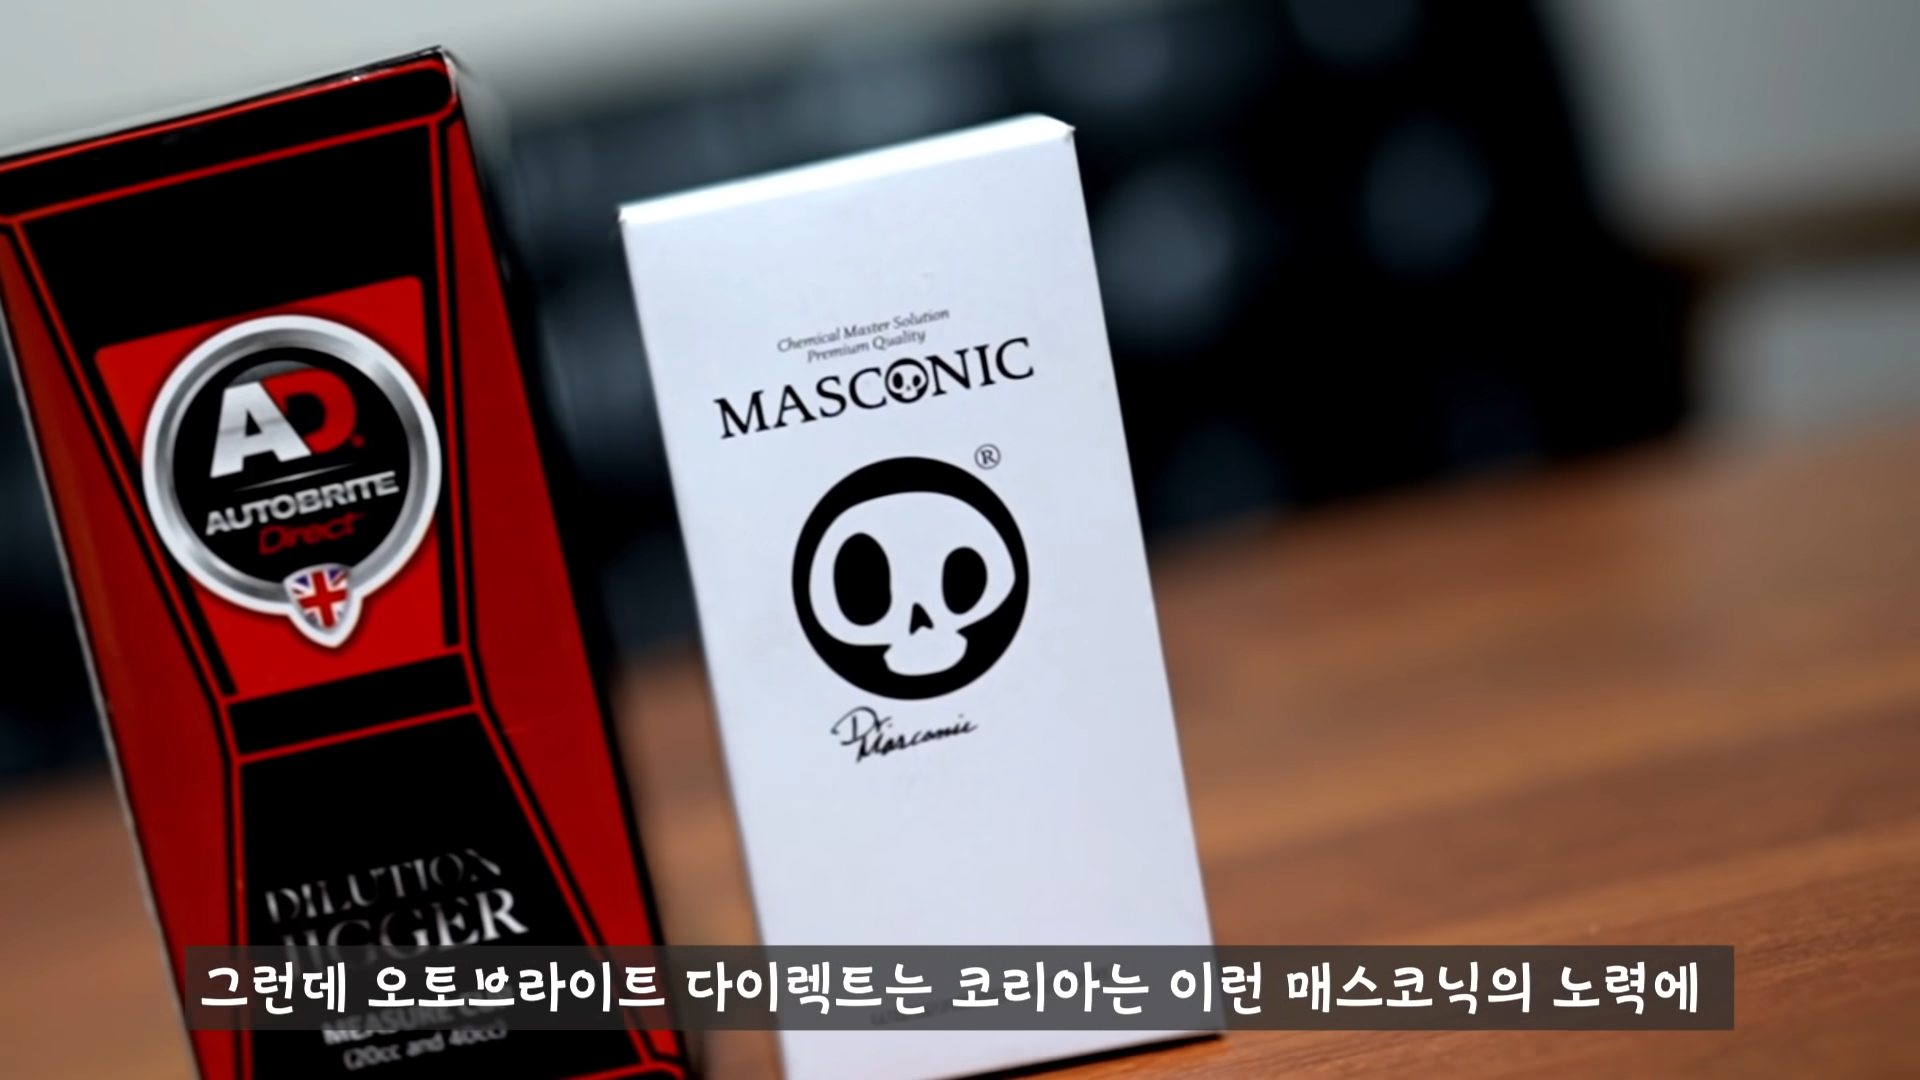 AD
AUTOBRITE
Direct
DILUTION
JIGGER
MEASURE
(20cc and 40cc)
Chemical Master Solution
Premium Quality
MASCONIC
®
그런데 오토브라이트 다이렉트는 코리아는 이런 매스코닉의 노력에